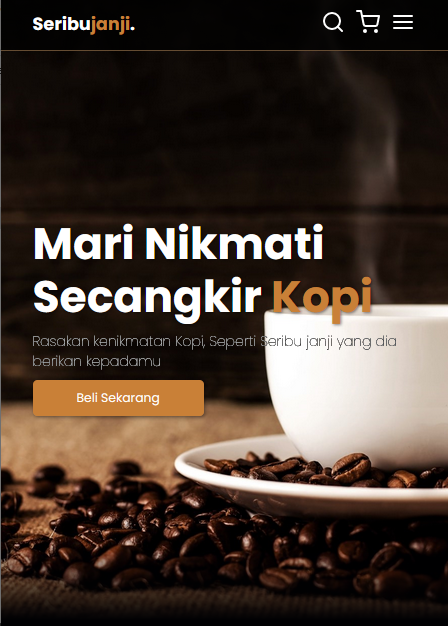 Seribujanji.
Mari Nikmati
Secangkir Kopi
Rasakan kenikmatan Kopi, Seperti Seribu janji yang dia
berikan kepadamu
Beli Sekarang